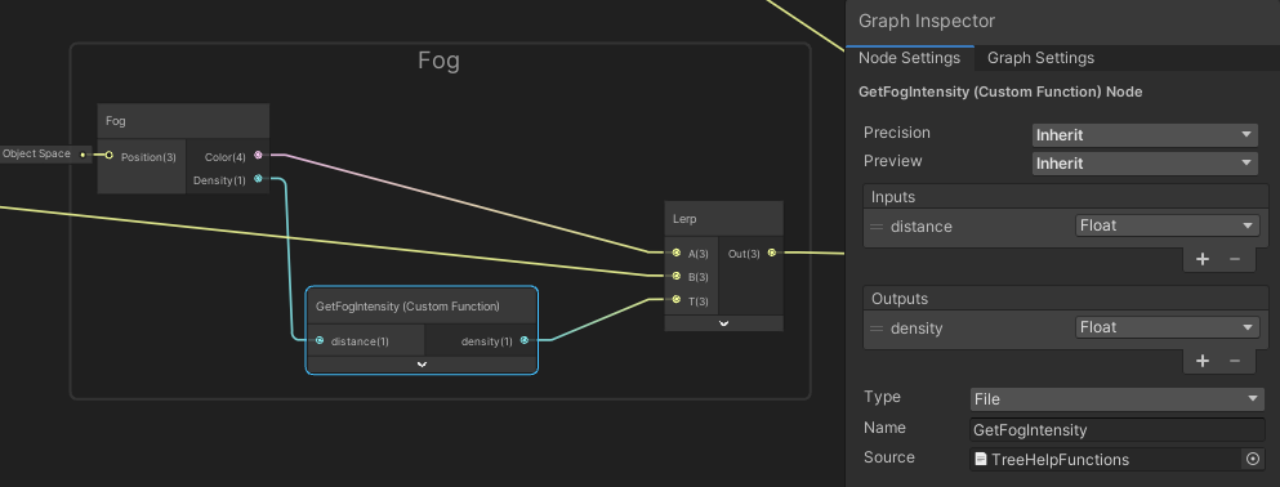 Graph Inspector
Node Settings Graph Settings
GetFogIntensity (Custom Function) Node
Precision Inherit
Preview Inherit
Inputs
distance Float
+ −
Outputs
density Float
+ −
Type File
Name GetFogIntensity
Source TreeHelpFunctions
Fog
Fog
Object Space
Position(3) Color(4)
Density(1)
GetFogIntensity (Custom Function)
distance(1) density(1)
Lerp
A(3) Out(3)
B(3)
T(3)